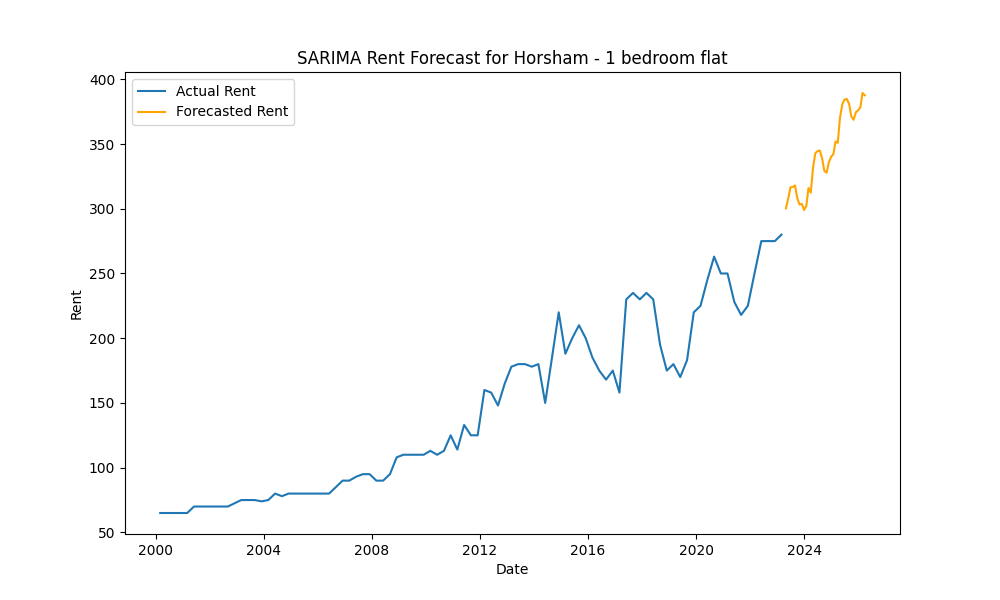 SARIMA Rent Forecast for Horsham - 1 bedroom flat
Actual Rent
Forecasted Rent
400
350
300
250
200
150
100
50
Rent
2000 2004 2008 2012 2016 2020 2024
Date